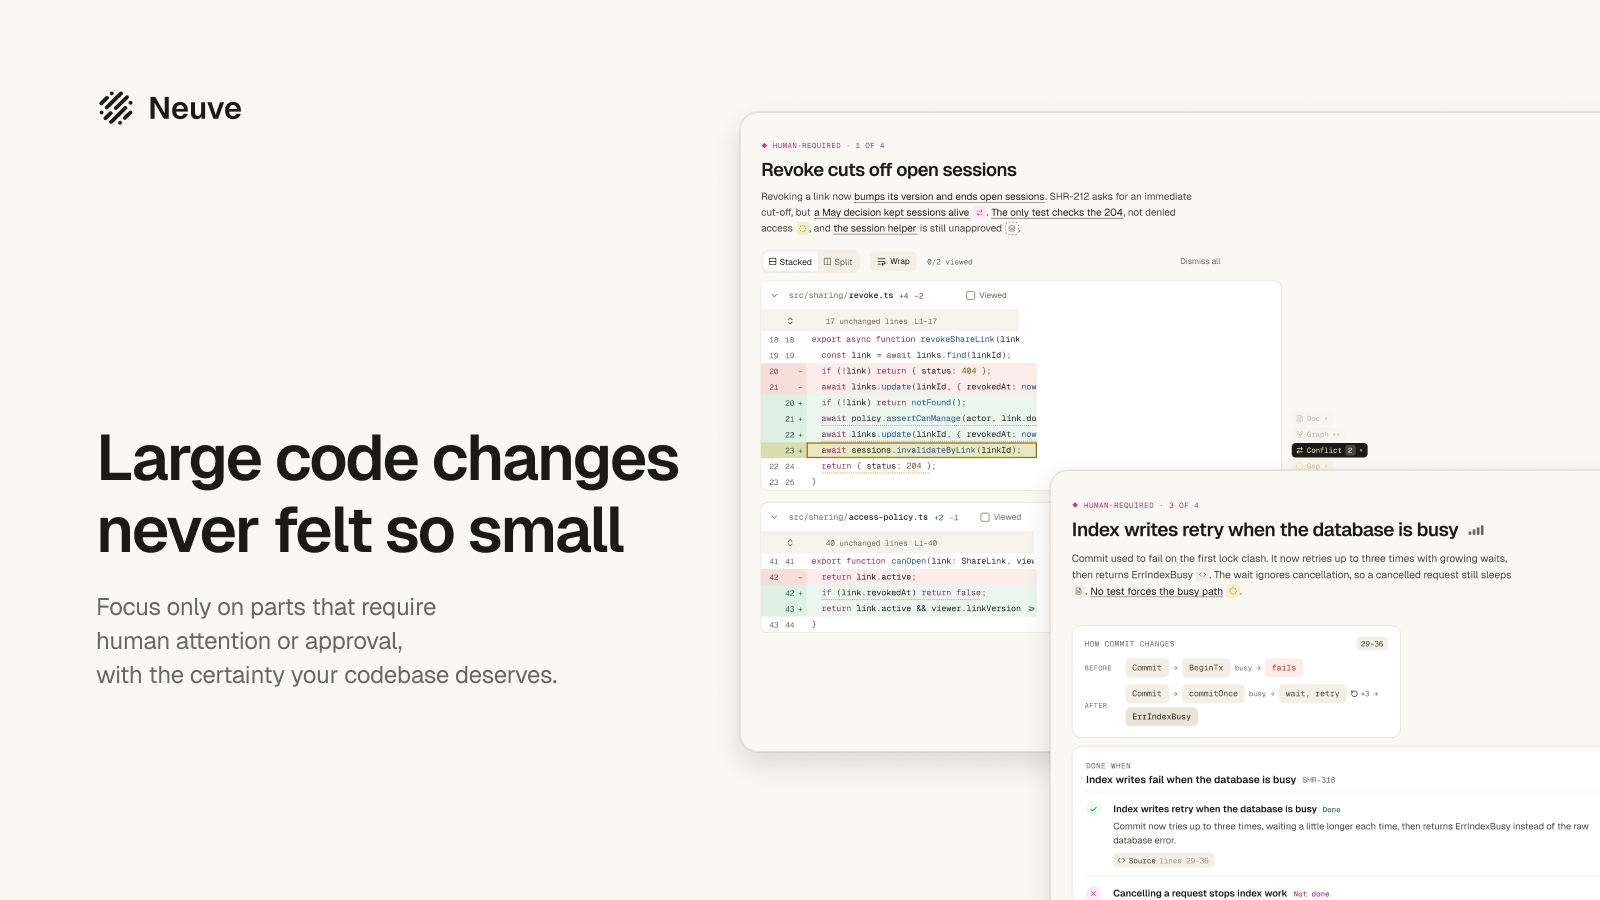 Neuve
Large code changes
never felt so small
Focus only on parts that require
human attention or approval,
with the certainty your codebase deserves.
HUMAN-REQUIRED · 1 OF 4
Revoke cuts off open sessions
Revoking a link now bumps its version and ends open sessions. SHR-212 asks for an immediate
cut-off, but a May decision kept sessions alive . The only test checks the 204, not denied
access , and the session helper is still unapproved .
Stacked Split Wrap 0/2 viewed Dismiss all
src/sharing/revoke.ts +4 −2 Viewed
17 unchanged lines L1–17
18 18 export async function revokeShareLink(link
19 19 const link = await links.find(linkId);
20 − if (!link) return { status: 404 };
21 − await links.update(linkId, { revokedAt: now
20 + if (!link) return notFound();
21 + await policy.assertCanManage(actor, link.do
22 + await links.update(linkId, { revokedAt: now
23 + await sessions.invalidateByLink(linkId);
22 24 return { status: 204 };
23 25 }
Doc
Graph
Conflict 2
Gap
src/sharing/access-policy.ts +2 −1 Viewed
40 unchanged lines L1–40
41 41 export function canOpen(link: ShareLink, view
42 − return link.active;
42 + if (link.revokedAt) return false;
43 + return link.active && viewer.linkVersion
43 44 }
HUMAN-REQUIRED · 3 OF 4
Index writes retry when the database is busy
Commit used to fail on the first lock clash. It now retries up to three times with growing waits,
then returns ErrIndexBusy . The wait ignores cancellation, so a cancelled request still sleeps
. No test forces the busy path .
HOW COMMIT CHANGES 29–36
BEFORE Commit → BeginTx busy → fails
AFTER Commit → commitOnce busy → wait, retry ×3 →
ErrIndexBusy
DONE WHEN
Index writes fail when the database is busy SHR-318
Index writes retry when the database is busy Done
Commit now tries up to three times, waiting a little longer each time, then returns ErrIndexBusy instead of the raw
database error.
Source lines 29–36
Cancelling a request stops index work Not done